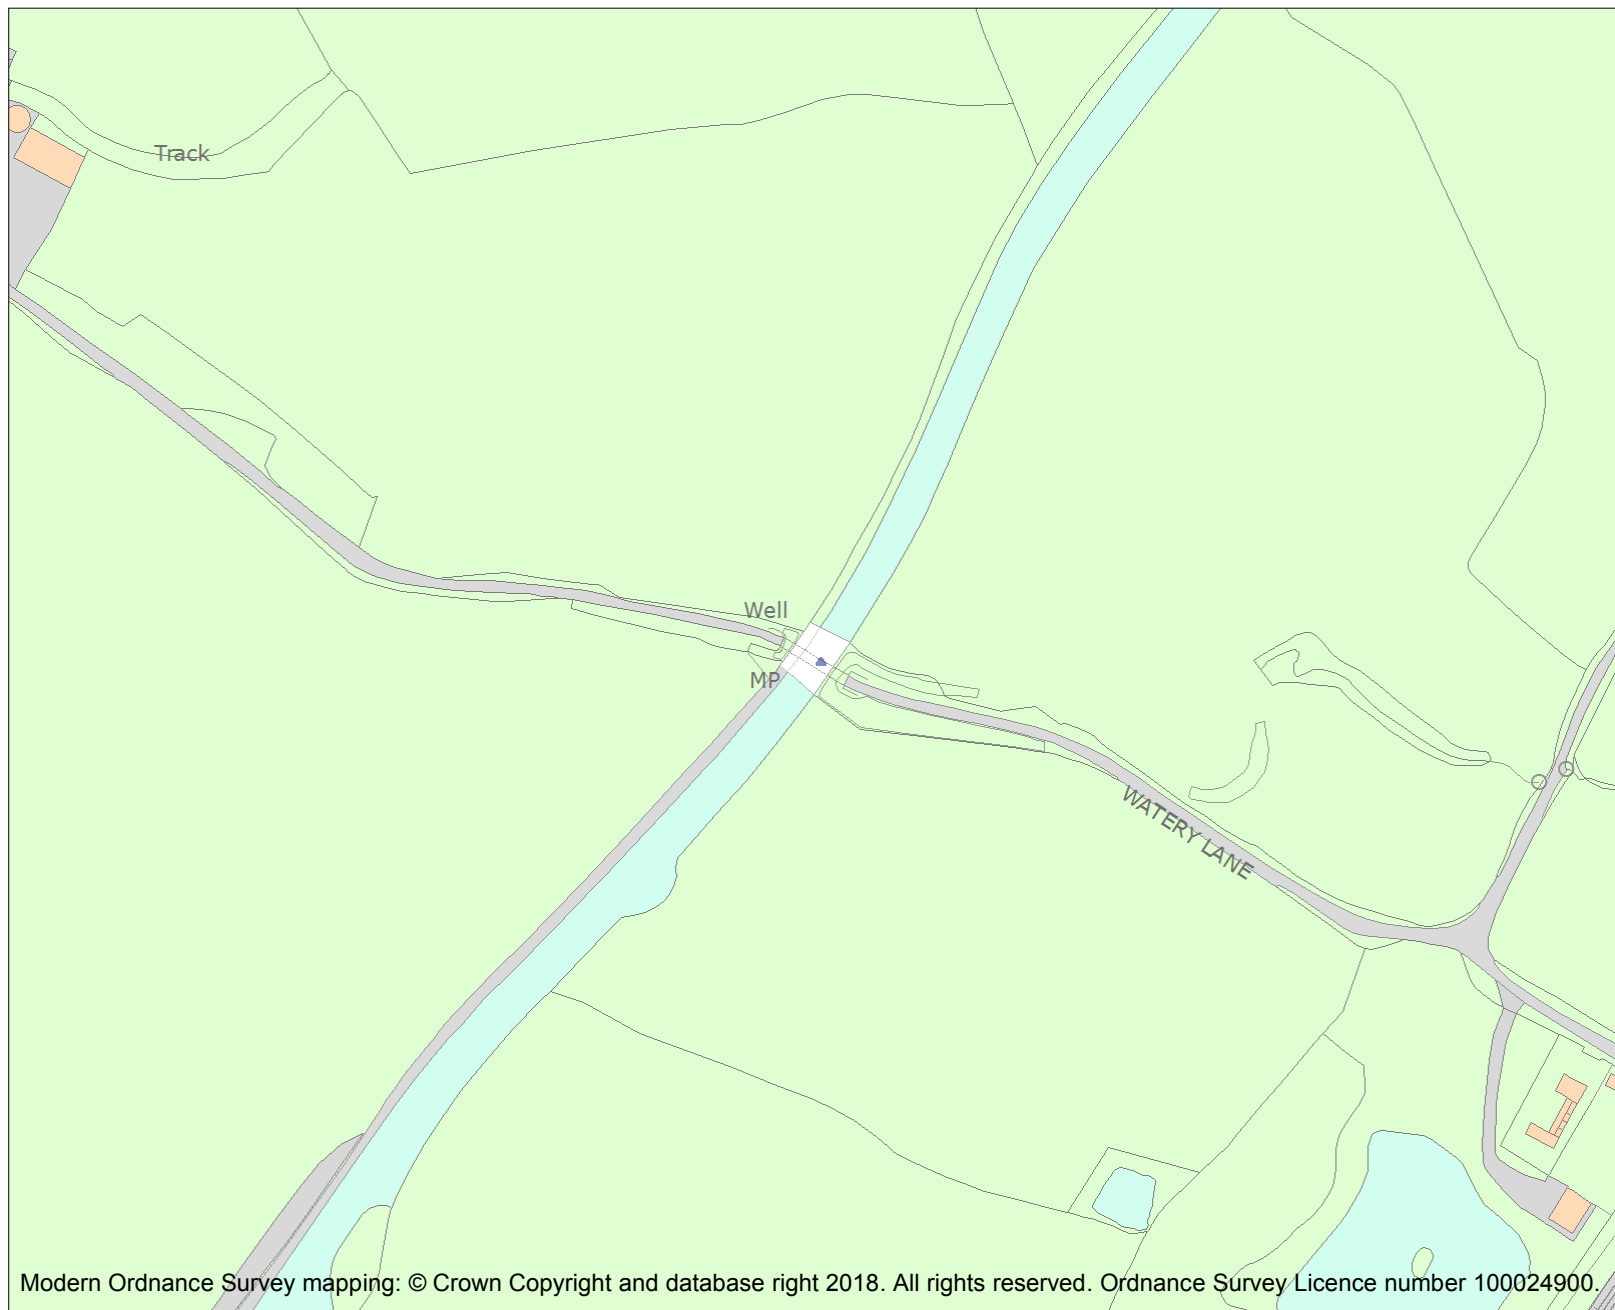 Track
Well
MP
WATERY LANE
Modern Ordnance Survey mapping: © Crown Copyright and database right 2018. All rights reserved. Ordnance Survey Licence number 100024900.